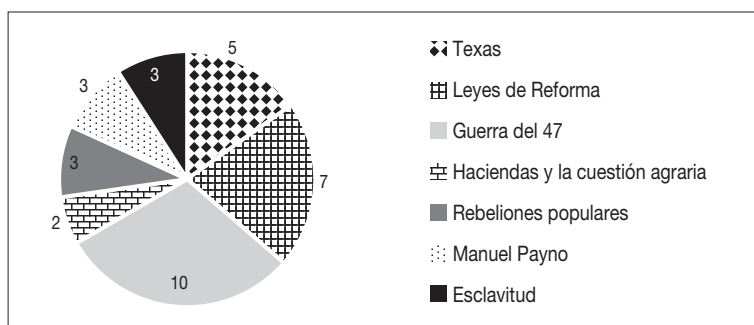 5
7
10
2
3
3
3
Texas
Leyes de Reforma
Guerra del 47
Haciendas y la cuestión agraria
Rebeliones populares
Manuel Payno
Esclavitud